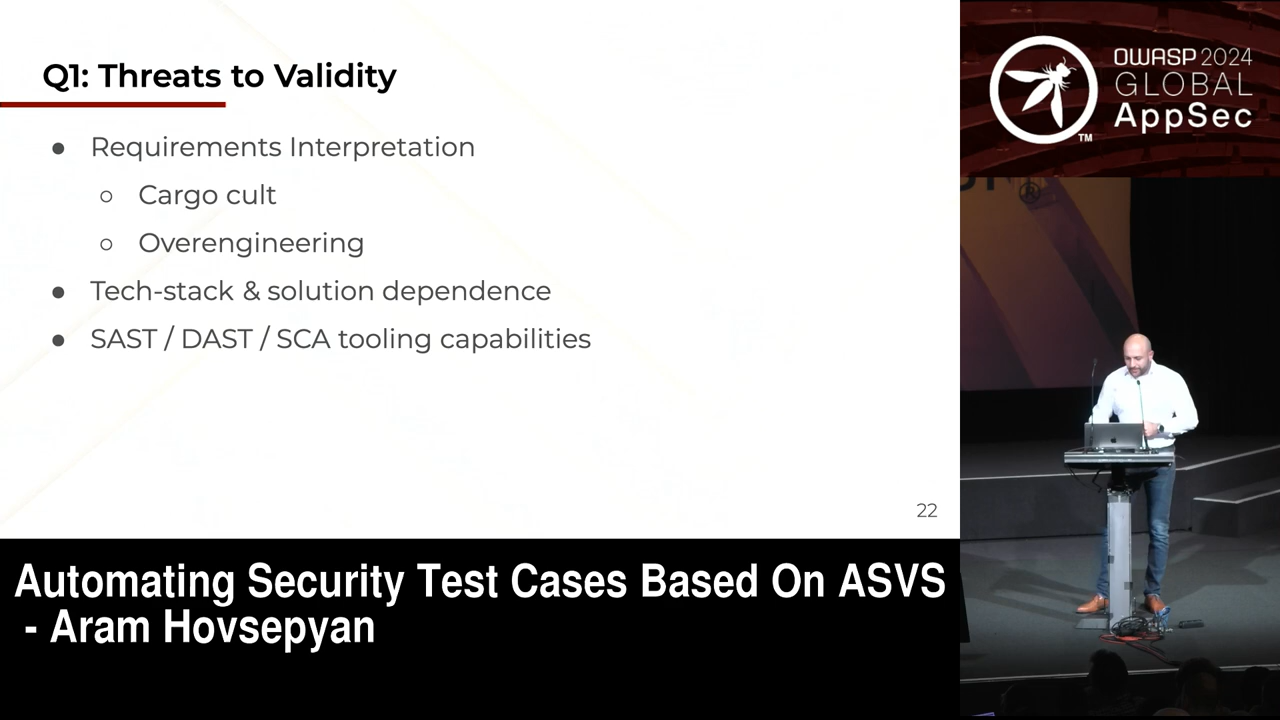 Q1: Threats to Validity
● Requirements Interpretation
○ Cargo cult
○ Overengineering
● Tech-stack & solution dependence
● SAST / DAST / SCA tooling capabilities
22
Automating Security Test Cases Based On ASVS
- Aram Hovsepyan
OWASP 2024
GLOBAL
AppSec
TM